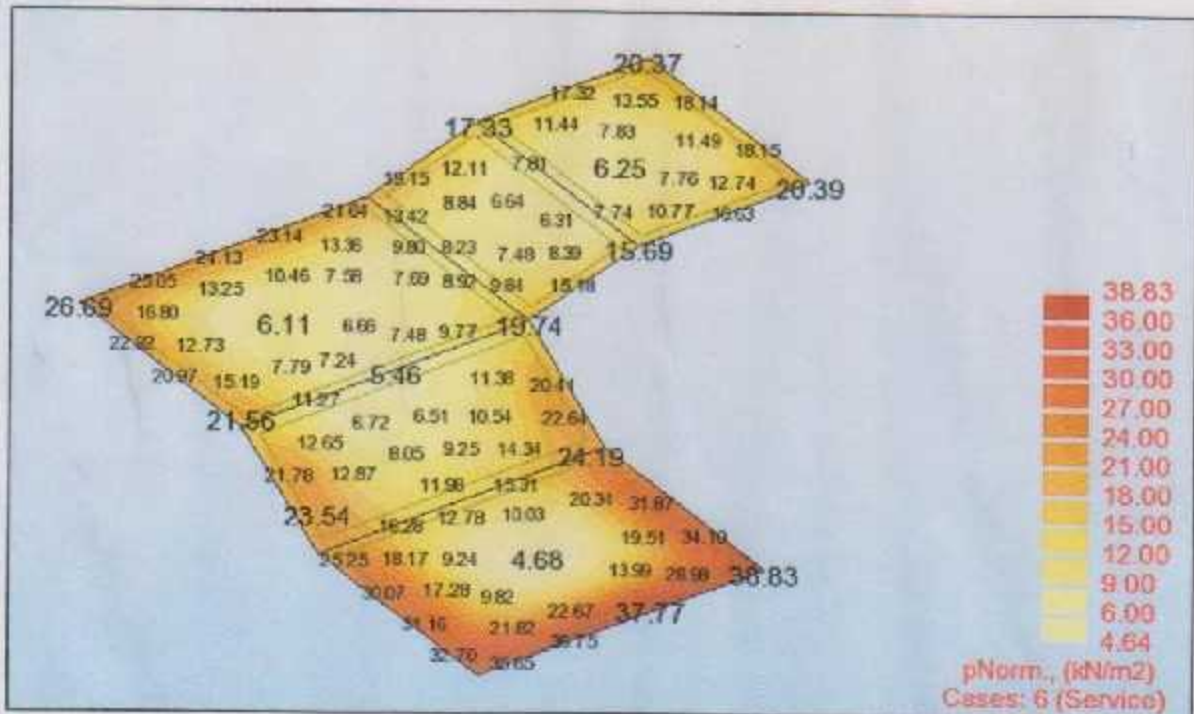 20.37
17.32 13.55 18.14
17.33 11.44 7.83 11.49 18.15
19.15 12.11 7.81 6.25 7.76 12.74 20.39
21.04 13.42 8.84 6.64 6.31 7.74 10.77 16.63
23.14 13.36 9.80 8.23 7.48 8.39 15.69
24.13 25.05 13.25 10.46 7.58 7.69 8.92 9.84 15.18
26.69 16.80 6.11 6.66 7.48 9.77 19.74
22.92 12.73 7.79 7.24
20.97 15.19 11.27 5.46 11.38 20.41
21.56 6.72 6.51 10.54 22.64
12.65 8.05 9.25 14.34 24.19
21.78 12.87 11.98 15.31
23.54 16.28 12.78 10.03 20.34 31.87
25.25 18.17 9.24 4.68 19.51 34.10
30.07 17.28 9.82 13.99 28.98 38.83
31.16 21.82 22.67 37.77
32.70 36.65 36.75
38.83
36.00
33.00
30.00
27.00
24.00
21.00
18.00
15.00
12.00
9.00
6.00
4.64
pNorm., (kN/m2)
Cases: 6 (Service)